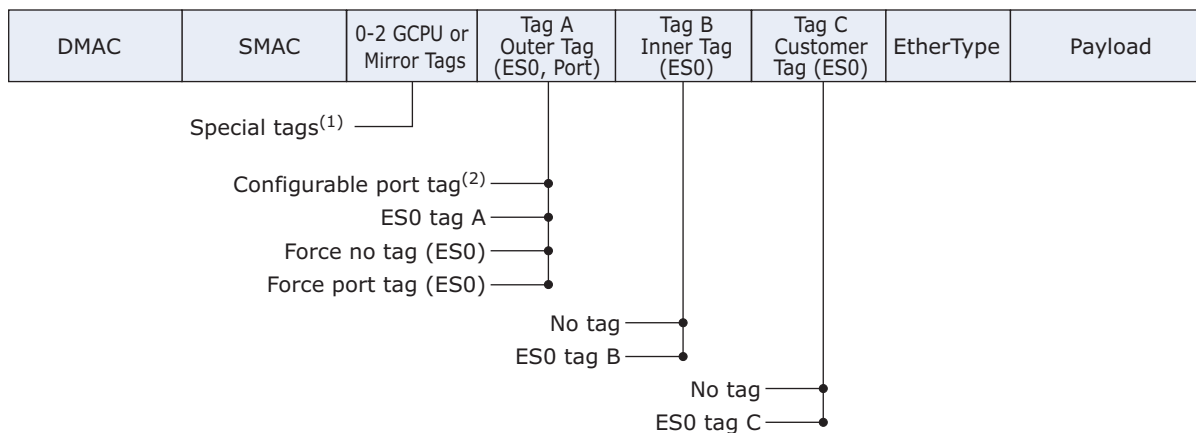 DMAC
SMAC
0-2 GCPU or
Mirror Tags
Tag A
Outer Tag
(ES0, Port)
Tag B
Inner Tag
(ES0)
Tag C
Customer
Tag (ES0)
EtherType
Payload
Special tags(1)
Configurable port tag(2)
ES0 tag A
Force no tag (ES0)
Force port tag (ES0)
No tag
ES0 tag B
No tag
ES0 tag C